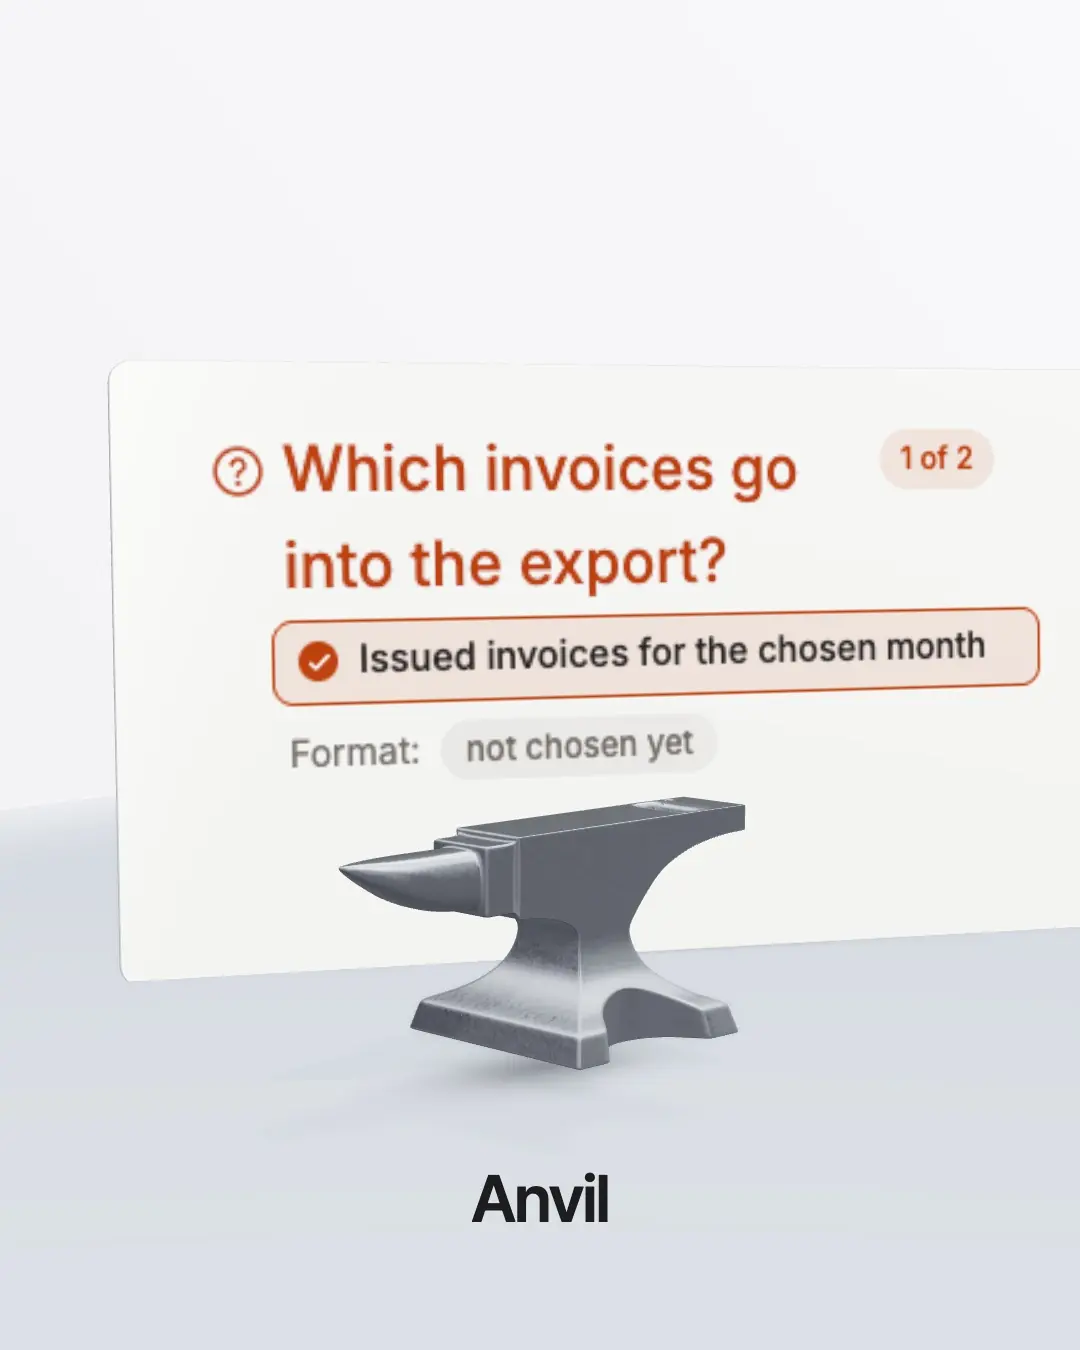 Which invoices go
1 of 2
into the export?
Issued invoices for the chosen month
Format: not chosen yet
Anvil